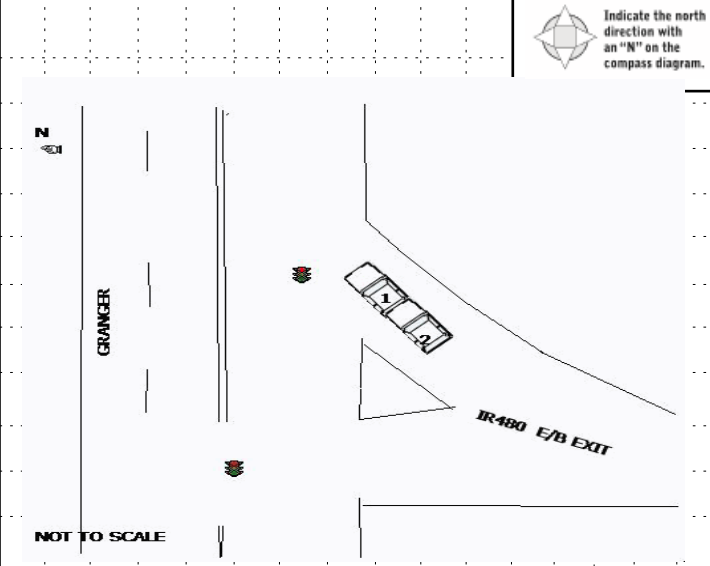 Indicate the north
direction with
an "N" on the
compass diagram.
N
GRANGER
1
2
IR480 E/B EXIT
NOT TO SCALE